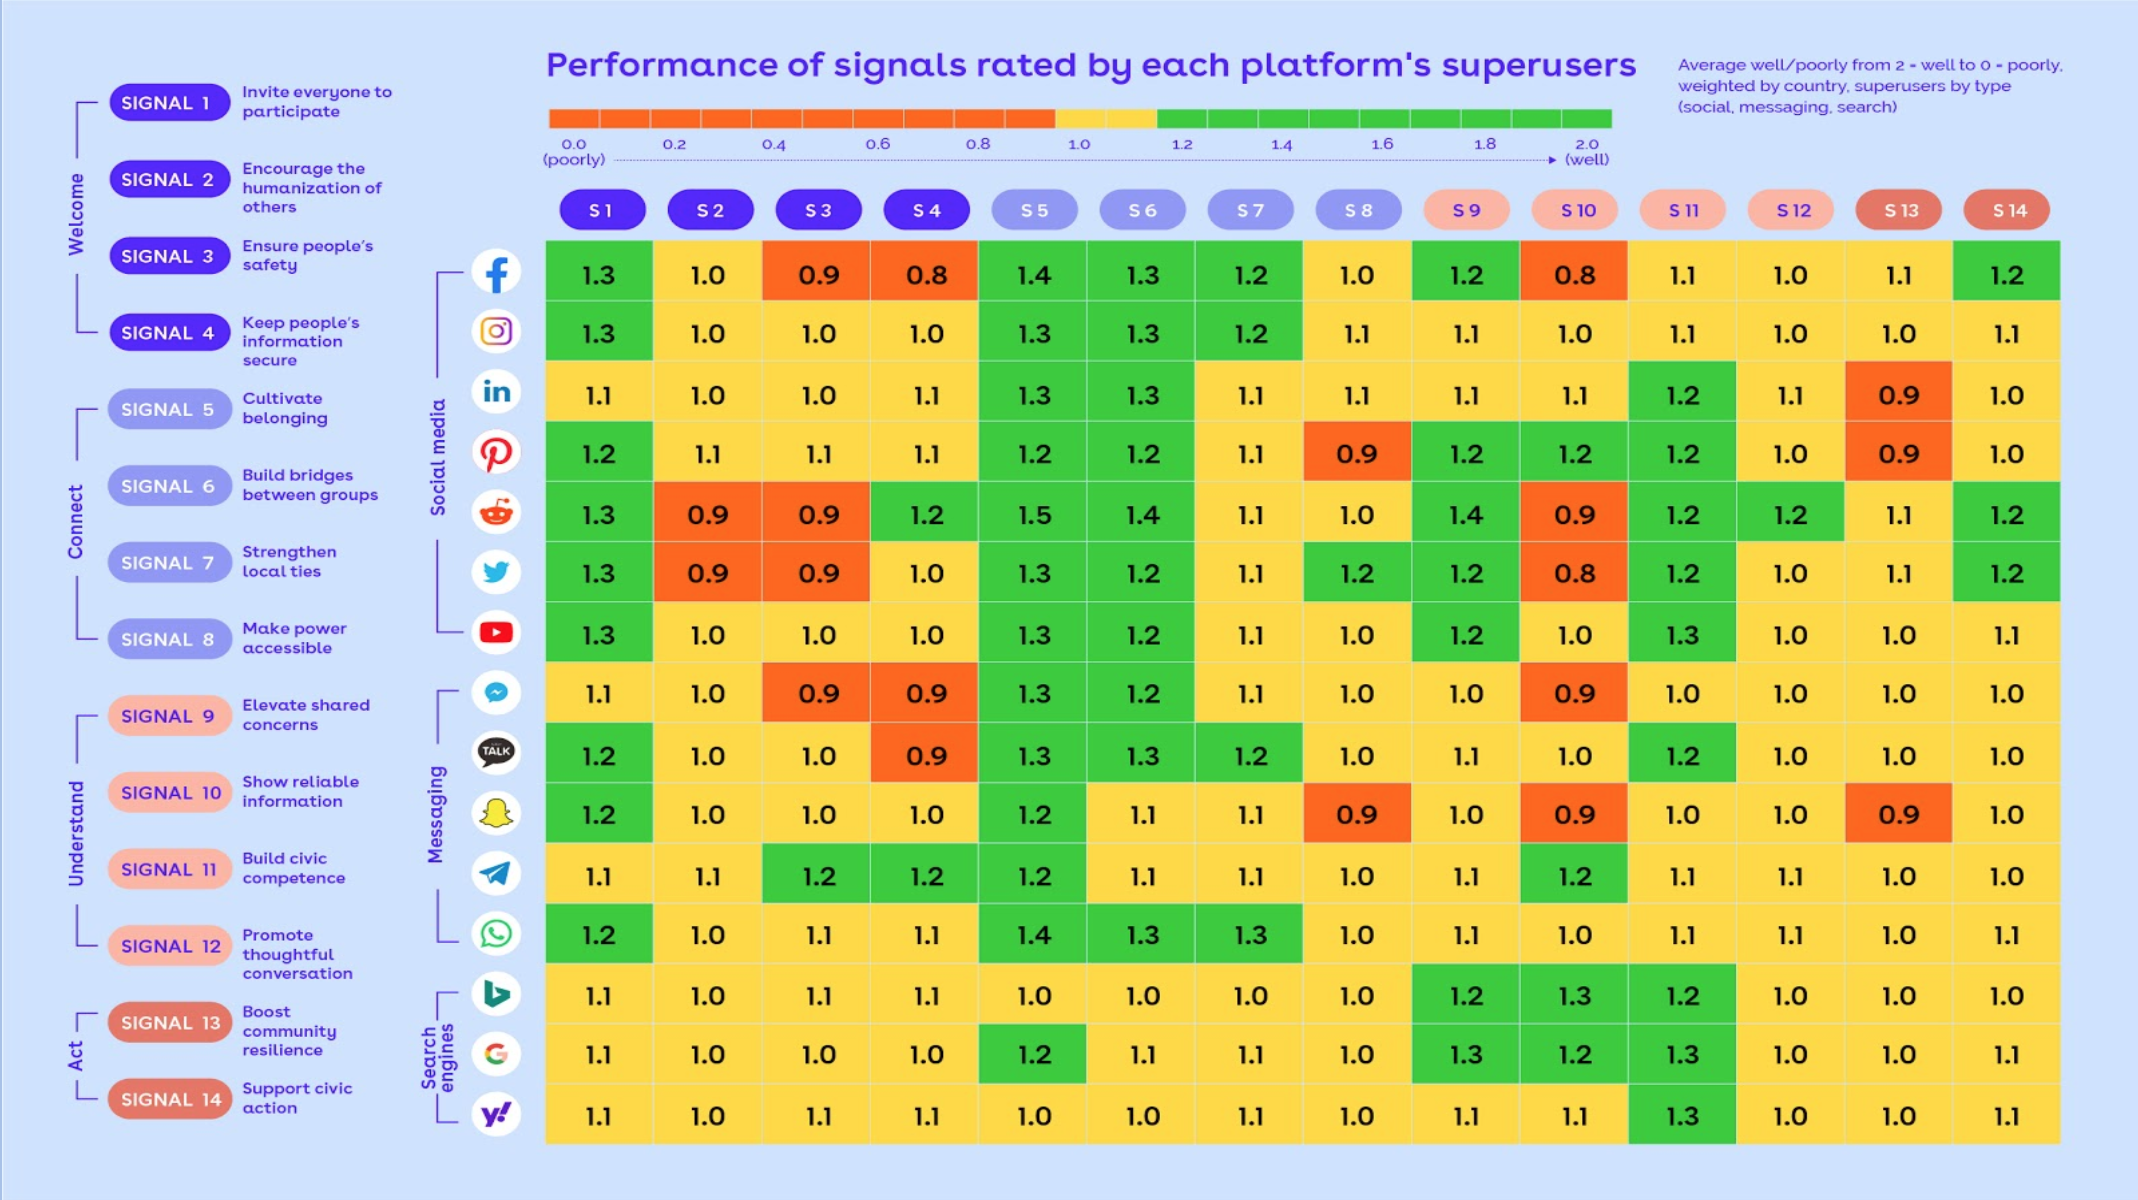 Performance of signals rated by each platform's superusers
Average well/poorly from 2 = well to 0 = poorly,
weighted by country, superusers by type
(social, messaging, search)
0.0 0.2 0.4 0.6 0.8 1.0 1.2 1.4 1.6 1.8 2.0
(poorly) (well)
Welcome
SIGNAL 1 Invite everyone to
participate
SIGNAL 2 Encourage the
humanization of
others
SIGNAL 3 Ensure people's
safety
SIGNAL 4 Keep people's
information
secure
Connect
SIGNAL 5 Cultivate
belonging
SIGNAL 6 Build bridges
between groups
SIGNAL 7 Strengthen
local ties
SIGNAL 8 Make power
accessible
Understand
SIGNAL 9 Elevate shared
concerns
SIGNAL 10 Show reliable
information
SIGNAL 11 Build civic
competence
SIGNAL 12 Promote
thoughtful
conversation
Act
SIGNAL 13 Boost
community
resilience
SIGNAL 14 Support civic
action
S 1 S 2 S 3 S 4 S 5 S 6 S 7 S 8 S 9 S 10 S 11 S 12 S 13 S 14
Social media
f 1.3 1.0 0.9 0.8 1.4 1.3 1.2 1.0 1.2 0.8 1.1 1.0 1.1 1.2
1.3 1.0 1.0 1.0 1.3 1.3 1.2 1.1 1.1 1.0 1.1 1.0 1.0 1.1
in 1.1 1.0 1.0 1.1 1.3 1.3 1.1 1.1 1.1 1.1 1.2 1.1 0.9 1.0
1.2 1.1 1.1 1.1 1.2 1.2 1.1 0.9 1.2 1.2 1.2 1.0 0.9 1.0
1.3 0.9 0.9 1.2 1.5 1.4 1.1 1.0 1.4 0.9 1.2 1.2 1.1 1.2
1.3 0.9 0.9 1.0 1.3 1.2 1.1 1.2 1.2 0.8 1.2 1.0 1.1 1.2
1.3 1.0 1.0 1.0 1.3 1.2 1.1 1.0 1.2 1.0 1.3 1.0 1.0 1.1
Messaging
1.1 1.0 0.9 0.9 1.3 1.2 1.1 1.0 1.0 0.9 1.0 1.0 1.0 1.0
TALK 1.2 1.0 1.0 0.9 1.3 1.3 1.2 1.0 1.1 1.0 1.2 1.0 1.0 1.0
1.2 1.0 1.0 1.0 1.2 1.1 1.1 0.9 1.0 0.9 1.0 1.0 0.9 1.0
1.1 1.1 1.2 1.2 1.2 1.1 1.1 1.0 1.1 1.2 1.1 1.1 1.0 1.0
1.2 1.0 1.1 1.1 1.4 1.3 1.3 1.0 1.1 1.0 1.1 1.1 1.0 1.1
Search
engines
1.1 1.0 1.1 1.1 1.0 1.0 1.0 1.0 1.2 1.3 1.2 1.0 1.0 1.0
G 1.1 1.0 1.0 1.0 1.2 1.1 1.1 1.0 1.3 1.2 1.3 1.0 1.0 1.1
y! 1.1 1.0 1.1 1.1 1.0 1.0 1.1 1.0 1.1 1.1 1.3 1.0 1.0 1.1